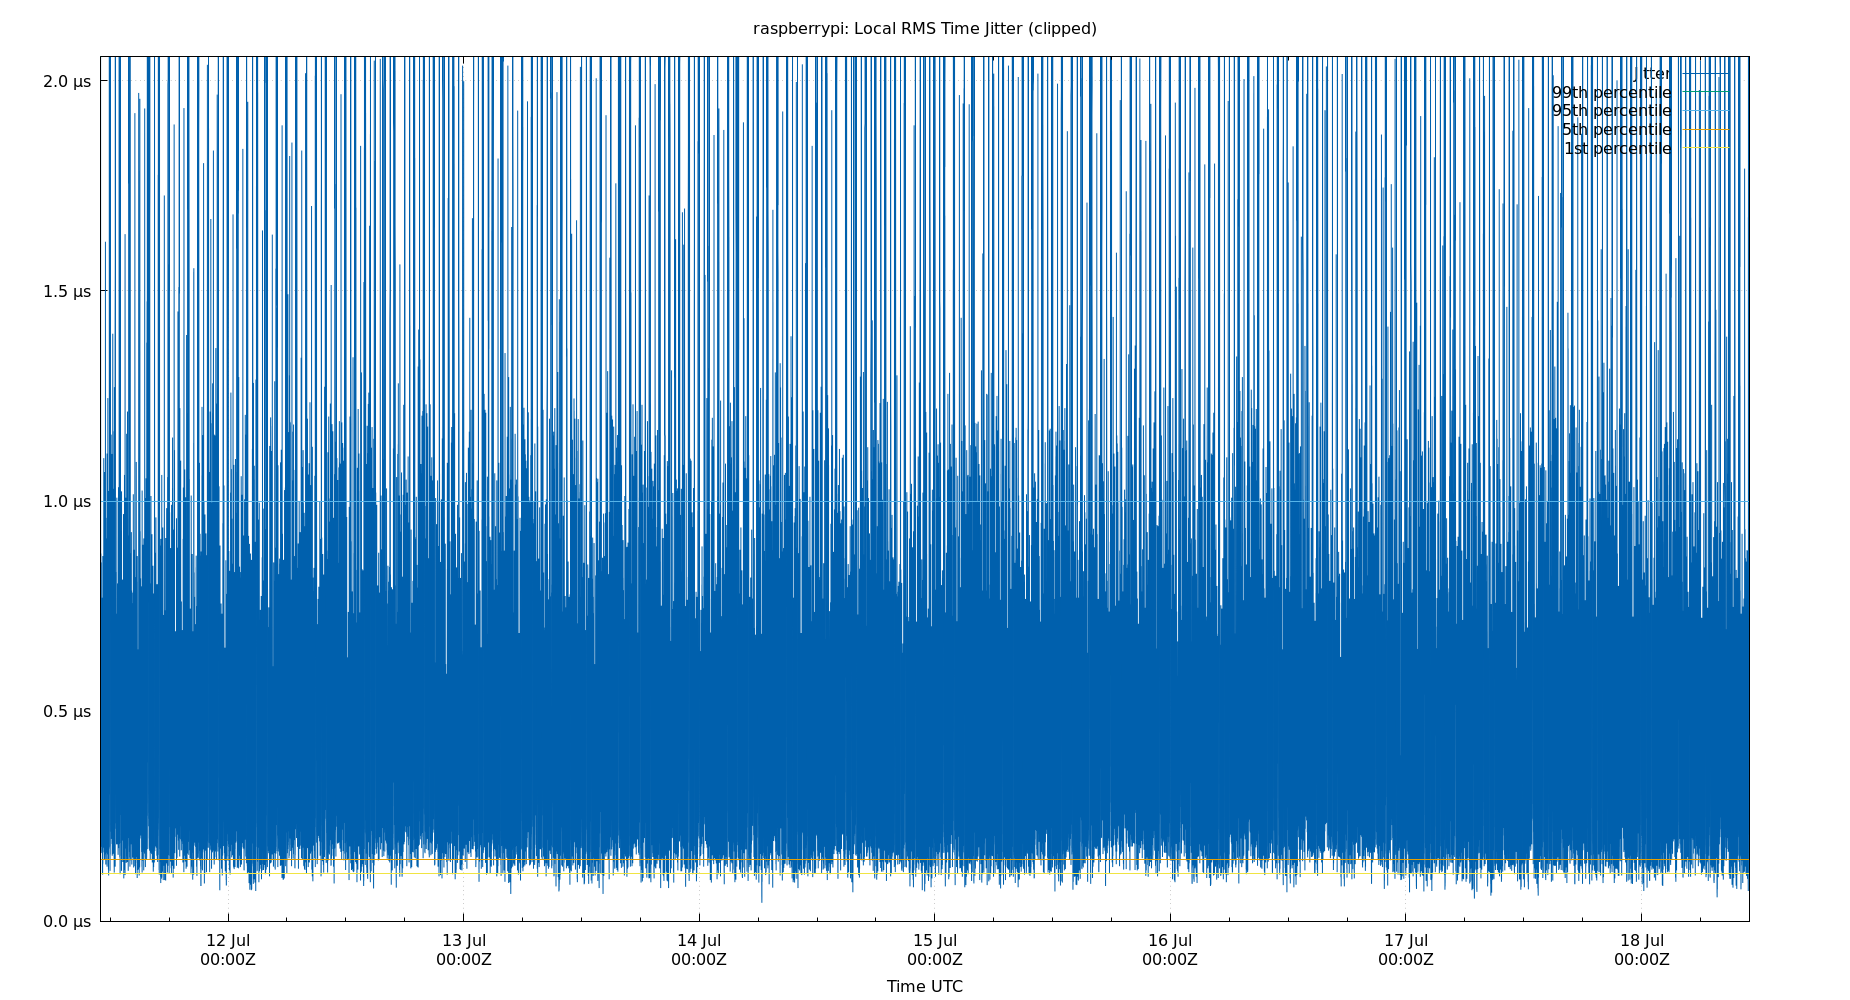 raspberrypi: Local RMS Time Jitter (clipped)
2.0 µs
1.5 µs
1.0 µs
0.5 µs
0.0 µs
jitter
99th percentile
95th percentile
5th percentile
1st percentile
12 Jul
00:00Z
13 Jul
00:00Z
14 Jul
00:00Z
15 Jul
00:00Z
16 Jul
00:00Z
17 Jul
00:00Z
18 Jul
00:00Z
Time UTC